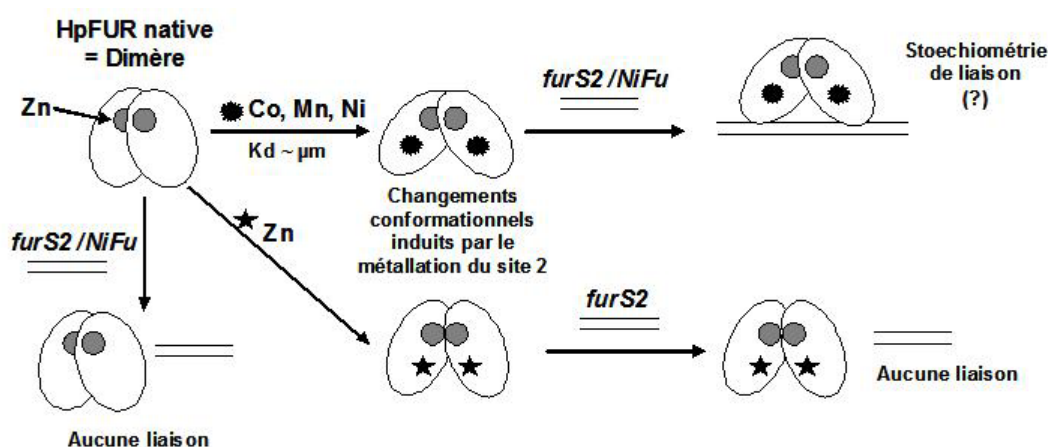 HpFUR native
= Dimère
Zn
Co, Mn, Ni
Kd ~ µm
furS2/NiFu
Stoechiométrie
de liaison
(?)
Changements
conformationnels
induits par le
métallation du site 2
furS2 /NiFu
Zn
furS2
Aucune liaison
Aucune liaison